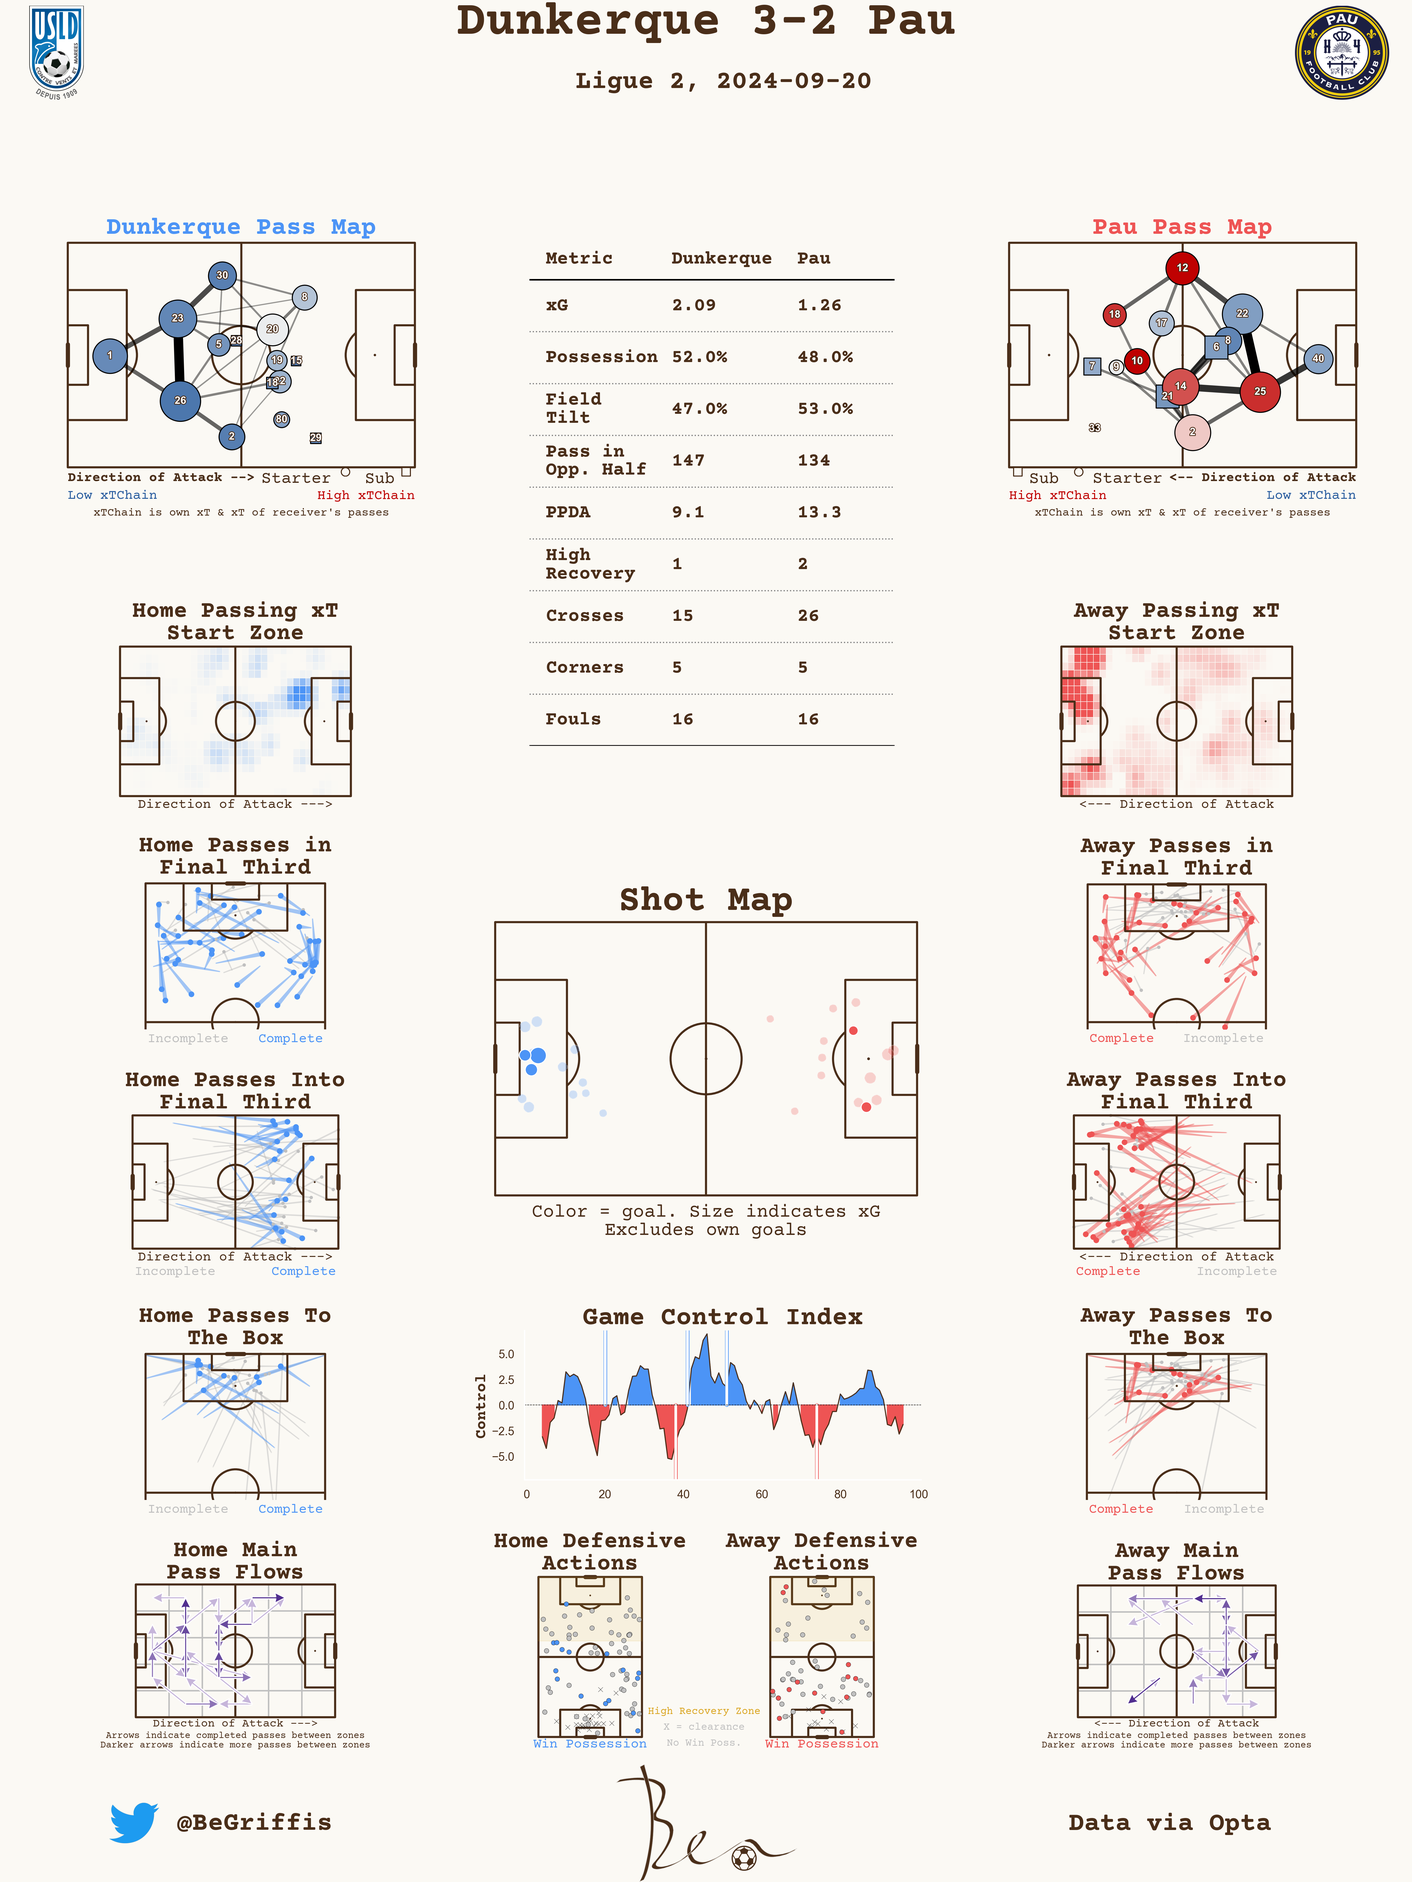 Dunkerque 3-2 Pau
Ligue 2, 2024-09-20
USLD
CONTRE VENTS ET MAREES
DEPUIS 1909
PAU
19 95
FOOTBALL CLUB
Dunkerque Pass Map
30
8
23
20
5
28
1
19
15
18
26
80
2
29
Direction of Attack --> Starter Sub
Low xTChain High xTChain
xTChain is own xT & xT of receiver's passes
Metric Dunkerque Pau
xG 2.09 1.26
Possession 52.0% 48.0%
Field
Tilt 47.0% 53.0%
Pass in
Opp. Half 147 134
PPDA 9.1 13.3
High
Recovery 1 2
Crosses 15 26
Corners 5 5
Fouls 16 16
Pau Pass Map
12
18
17
22
6
8
7
9
10
40
14
21
25
33
2
Sub Starter <-- Direction of Attack
High xTChain Low xTChain
xTChain is own xT & xT of receiver's passes
Home Passing xT
Start Zone
Direction of Attack --->
Away Passing xT
Start Zone
<--- Direction of Attack
Home Passes in
Final Third
Incomplete Complete
Away Passes in
Final Third
Complete Incomplete
Shot Map
Color = goal. Size indicates xG
Excludes own goals
Home Passes Into
Final Third
Direction of Attack --->
Incomplete Complete
Away Passes Into
Final Third
<--- Direction of Attack
Complete Incomplete
Home Passes To
The Box
Incomplete Complete
Game Control Index
Control
5.0
2.5
0.0
−2.5
−5.0
0 20 40 60 80 100
Away Passes To
The Box
Complete Incomplete
Home Main
Pass Flows
Direction of Attack --->
Arrows indicate completed passes between zones
Darker arrows indicate more passes between zones
Home Defensive
Actions
Win Possession
Away Defensive
Actions
Win Possession
High Recovery Zone
X = clearance
No Win Poss.
Away Main
Pass Flows
<--- Direction of Attack
Arrows indicate completed passes between zones
Darker arrows indicate more passes between zones
@BeGriffis
Ben
Data via Opta